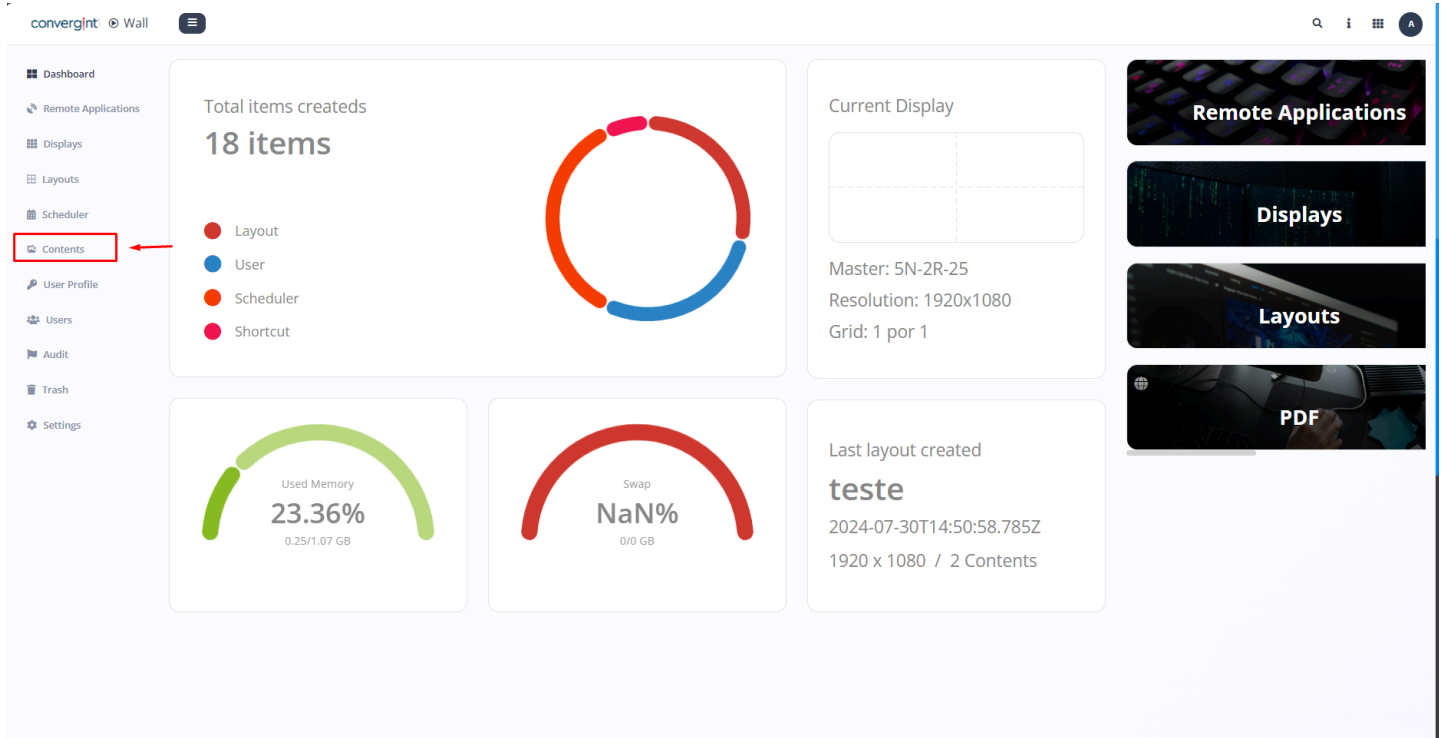 convergint Wall
A
Dashboard
Remote Applications
Displays
Layouts
Scheduler
Contents
User Profile
Users
Audit
Trash
Settings
Total items createds
18 items
Layout
User
Scheduler
Shortcut
Current Display
Master: 5N-2R-25
Resolution: 1920x1080
Grid: 1 por 1
Remote Applications
Displays
Layouts
PDF
Used Memory
23.36%
0.25/1.07 GB
Swap
NaN%
0/0 GB
Last layout created
teste
2024-07-30T14:50:58.785Z
1920 x 1080 / 2 Contents